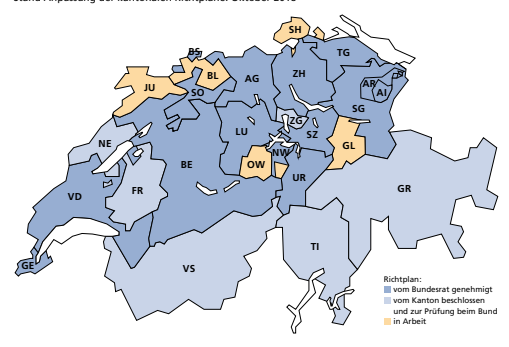 Stand Anpassung der kantonalen Richtpläne: Oktober 2018
SH
BS
TG
BL
ZH
JU
AG
AR
AI
SO
SG
ZG
LU
SZ
NE
NW
GL
OW
BE
UR
FR
GR
VD
TI
GE
VS
Richtplan:
vom Bundesrat genehmigt
vom Kanton beschlossen
und zur Prüfung beim Bund
in Arbeit